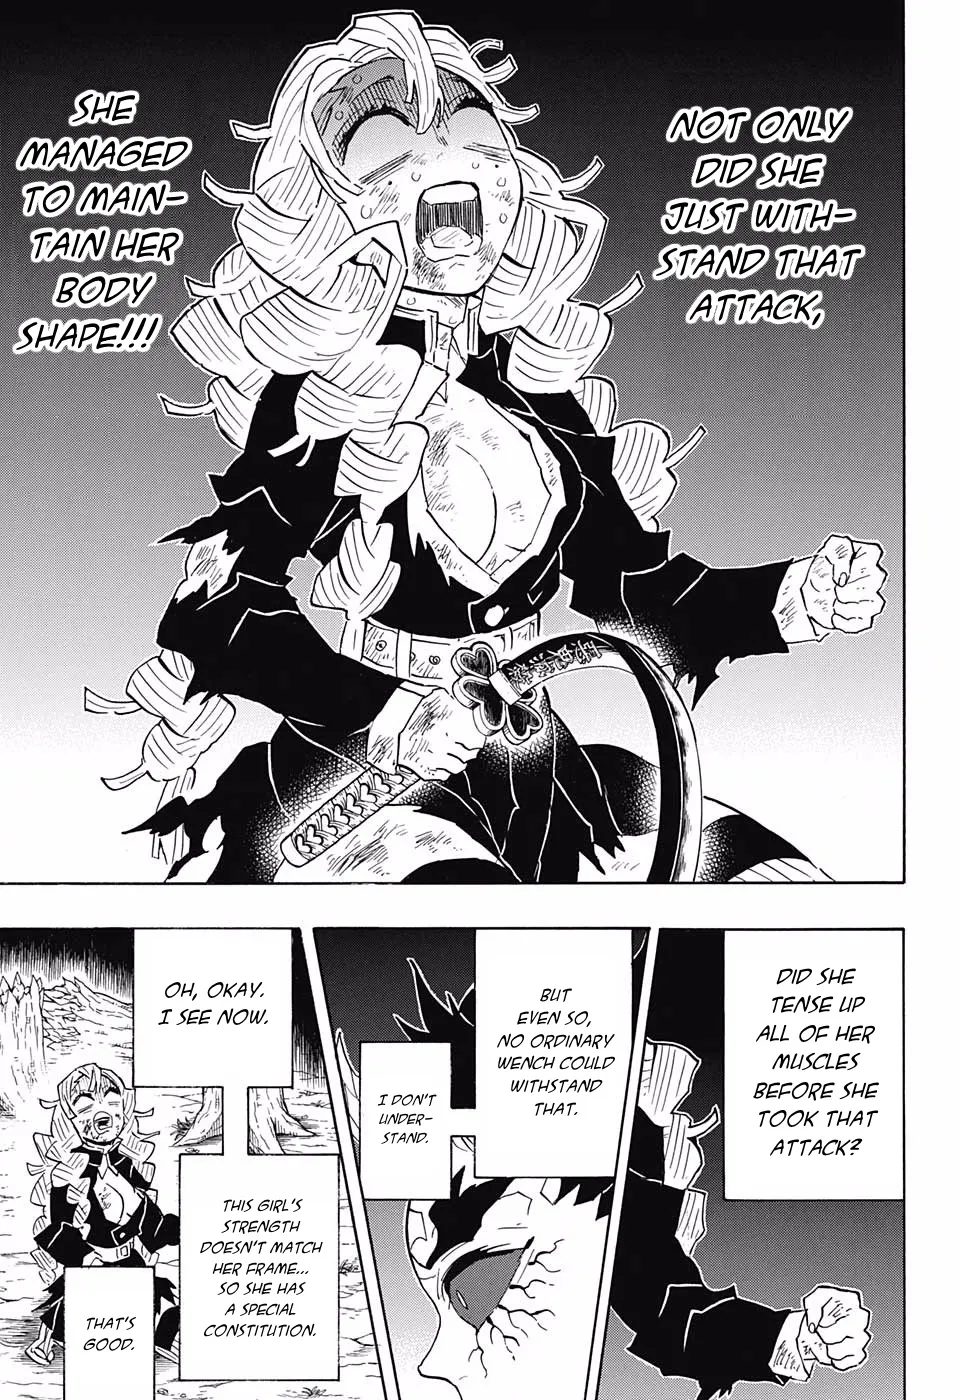 NOT ONLY
DID SHE
JUST WITH-
STAND THAT
ATTACK,
SHE
MANAGED
TO MAIN-
TAIN HER
BODY
SHAPE!!!
DID SHE
TENSE UP
ALL OF HER
MUSCLES
BEFORE SHE
TOOK THAT
ATTACK?
BUT
EVEN SO,
NO ORDINARY
WENCH COULD
WITHSTAND
THAT.
I DON'T
UNDER-
STAND.
OH, OKAY.
I SEE NOW.
THIS GIRL'S
STRENGTH
DOESN'T MATCH
HER FRAME...
SO SHE HAS
A SPECIAL
CONSTITUTION.
THAT'S
GOOD.